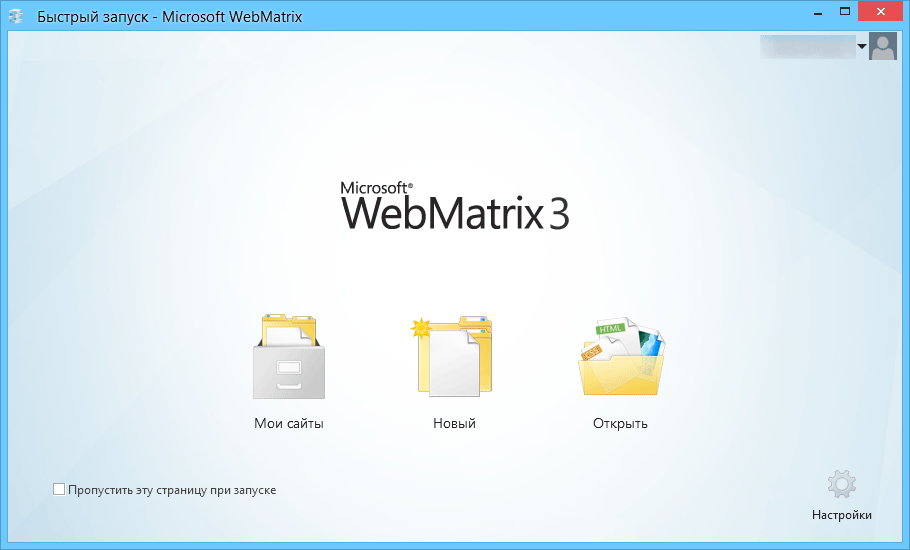 Быстрый запуск - Microsoft WebMatrix
Microsoft®
WebMatrix 3
HTML
CSS
Мои сайты
Новый
Открыть
Пропустить эту страницу при запуске
Настройки